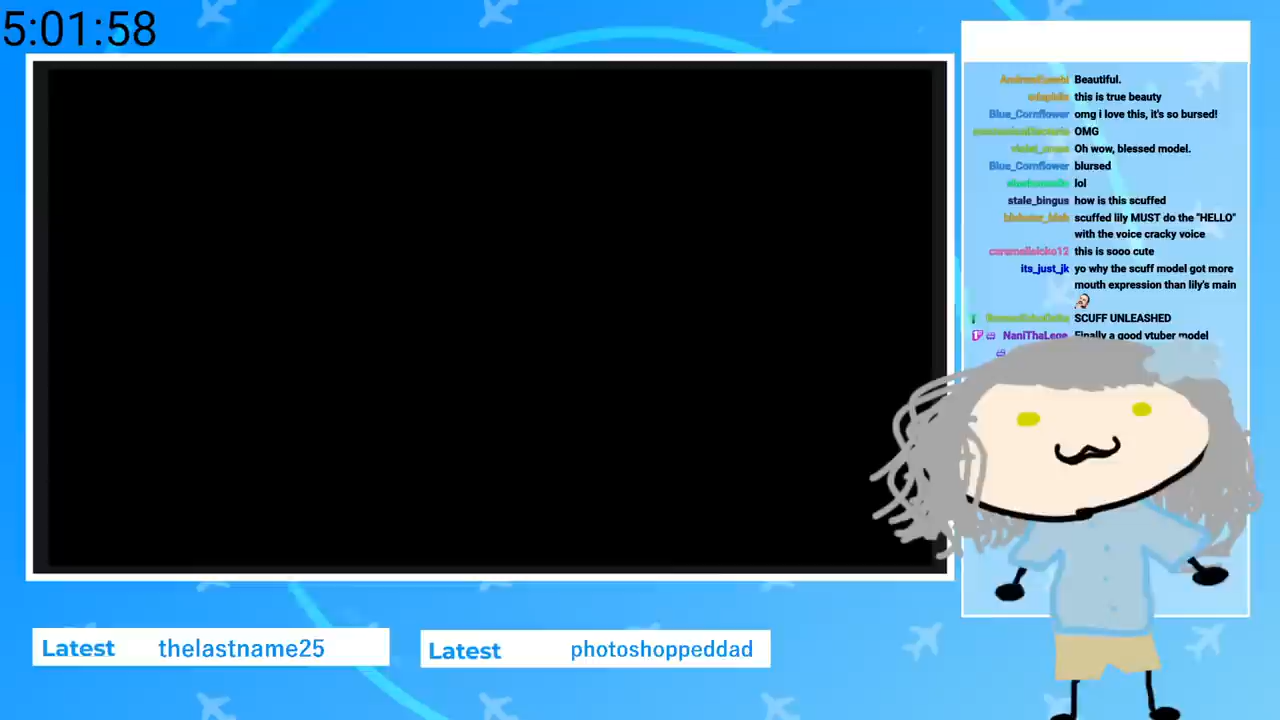 5:01:58
Beautiful.
this is true beauty
Blue_Cornflower omg i love this, it's so bursed!
OMG
Oh wow, blessed model.
Blue_Cornflower blursed
lol
stale_bingus how is this scuffed
scuffed lily MUST do the "HELLO"
with the voice cracky voice
this is sooo cute
its_just_jk yo why the scuff model got more
mouth expression than lily's main
SCUFF UNLEASHED
NaniThaLege Finally a good vtuber model
Latest thelastname25
Latest photoshoppeddad